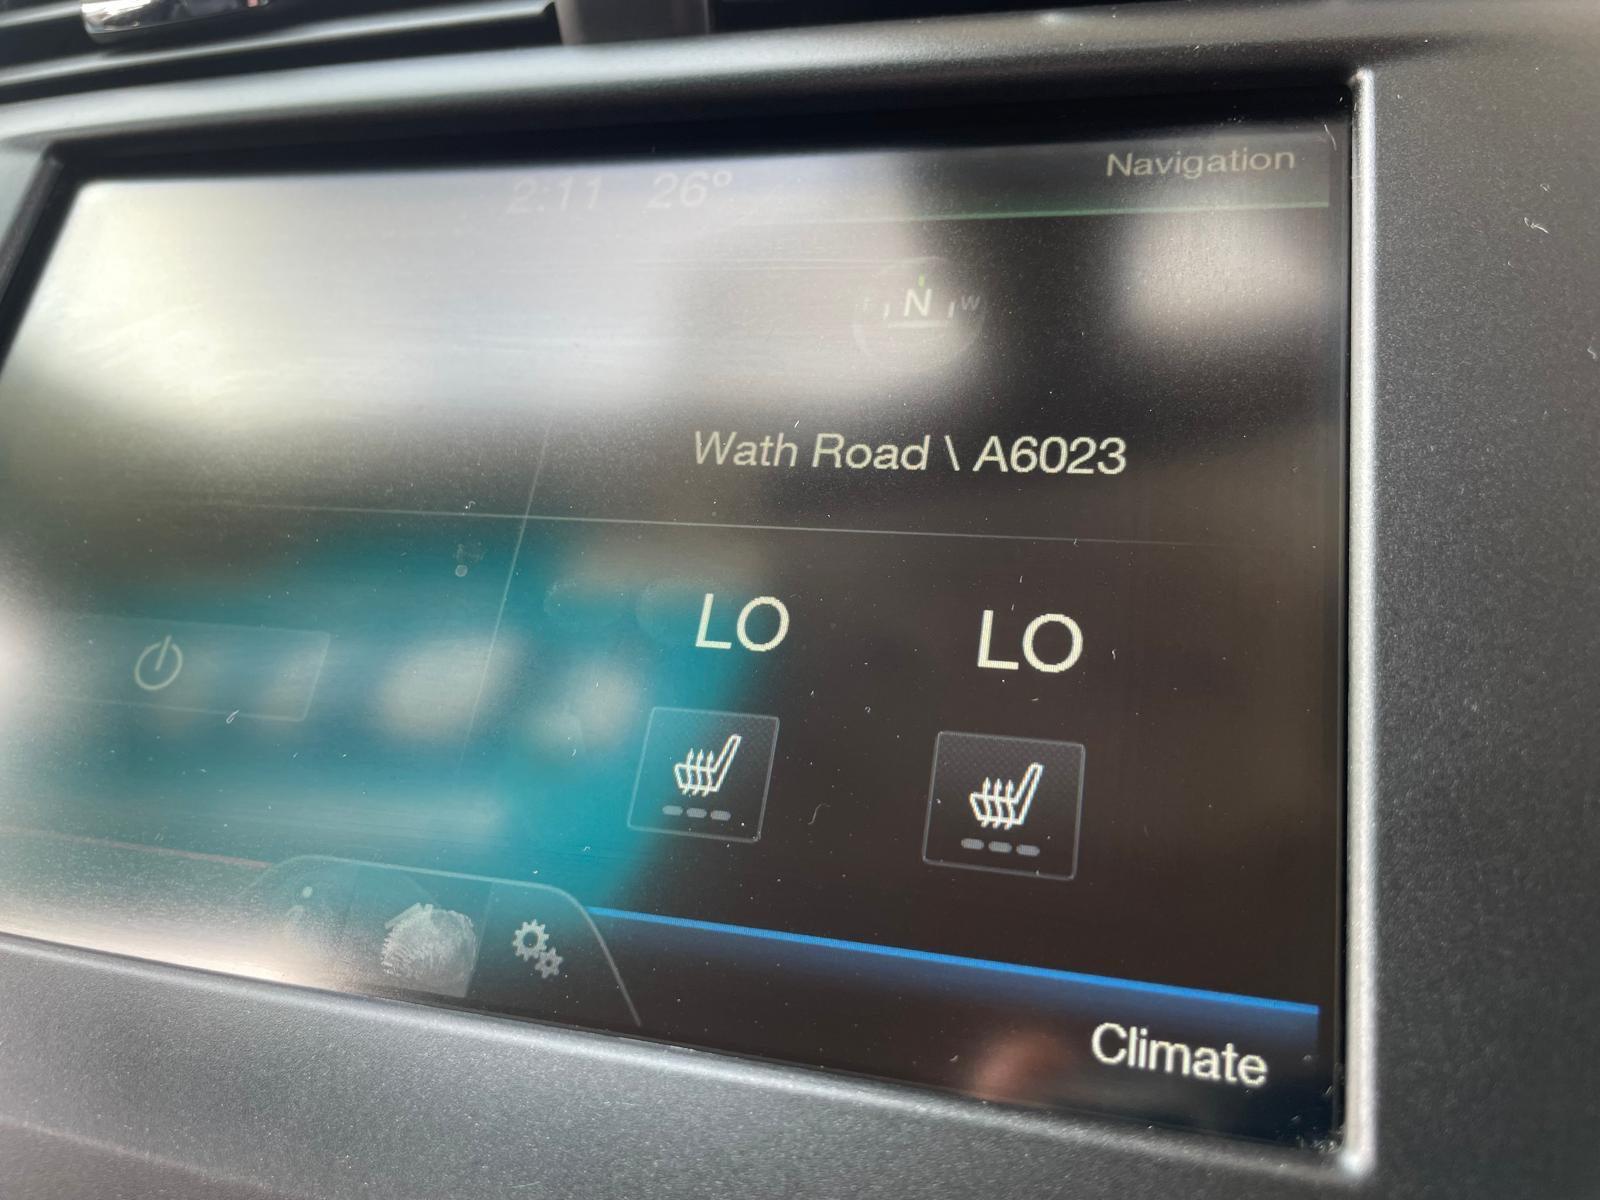 2:11 26° Navigation
N W
Wath Road \ A6023
LO LO
Climate